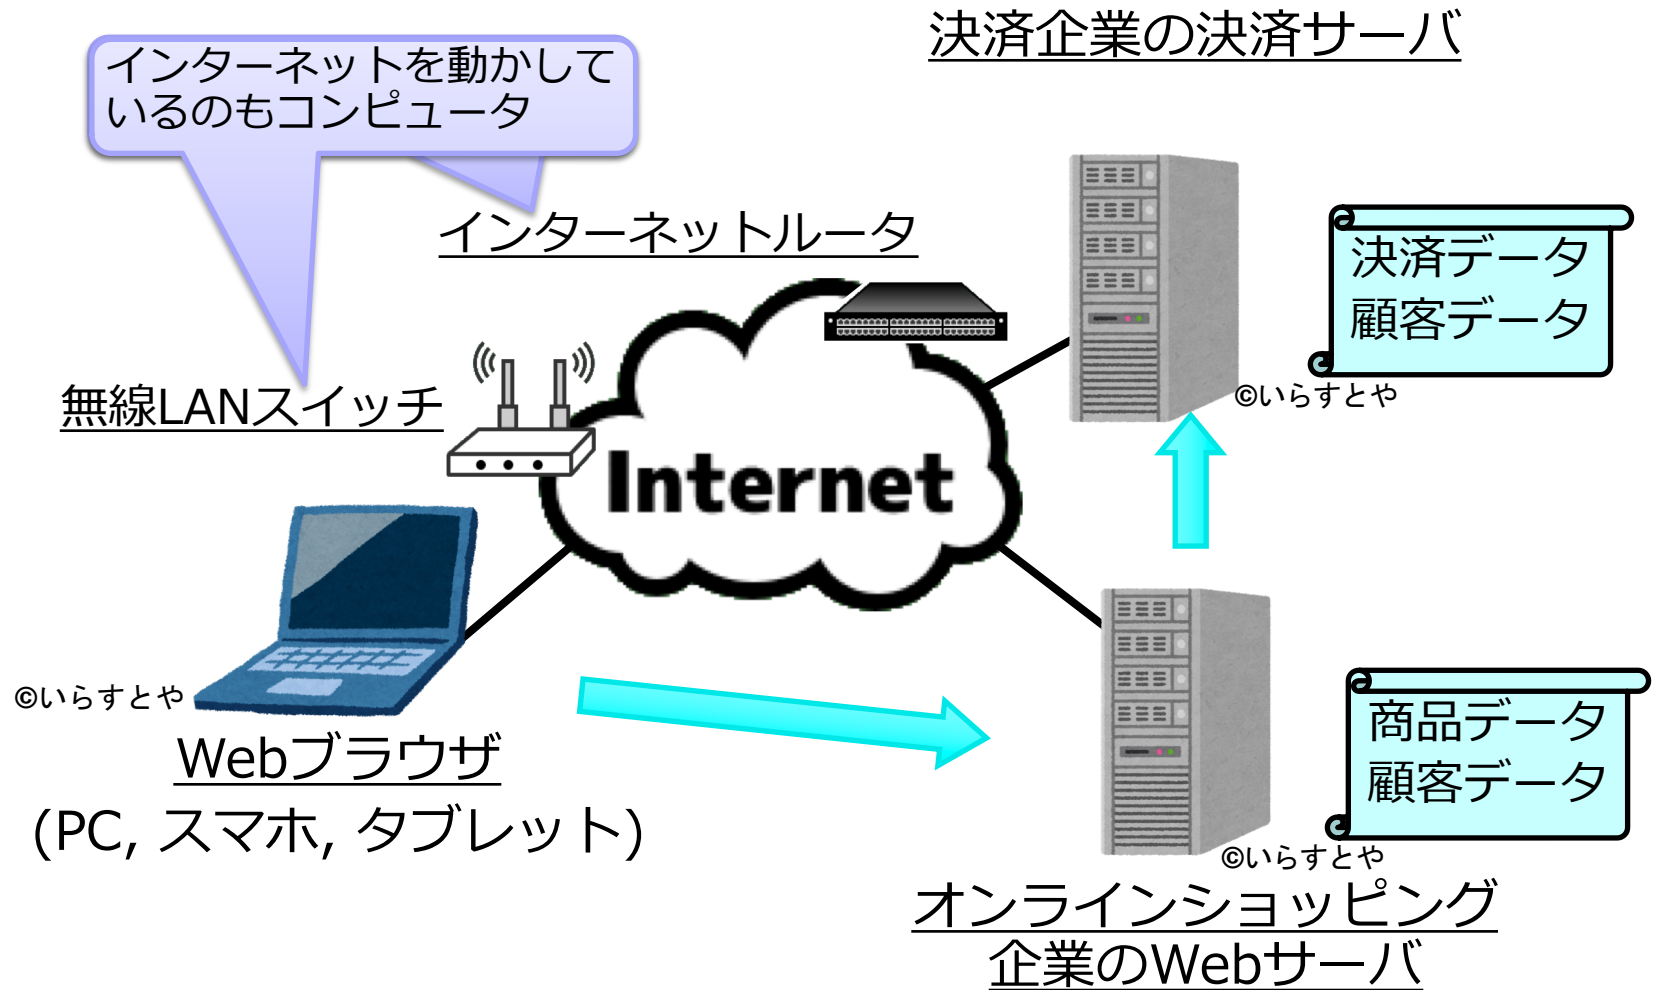 決済企業の決済サーバ
インターネットを動かして
いるのもコンピュータ
インターネットルータ
決済データ
顧客データ
©いらすとや
無線LANスイッチ
Internet
©いらすとや
Webブラウザ
(PC, スマホ, タブレット)
商品データ
顧客データ
©いらすとや
オンラインショッピング
企業のWebサーバ